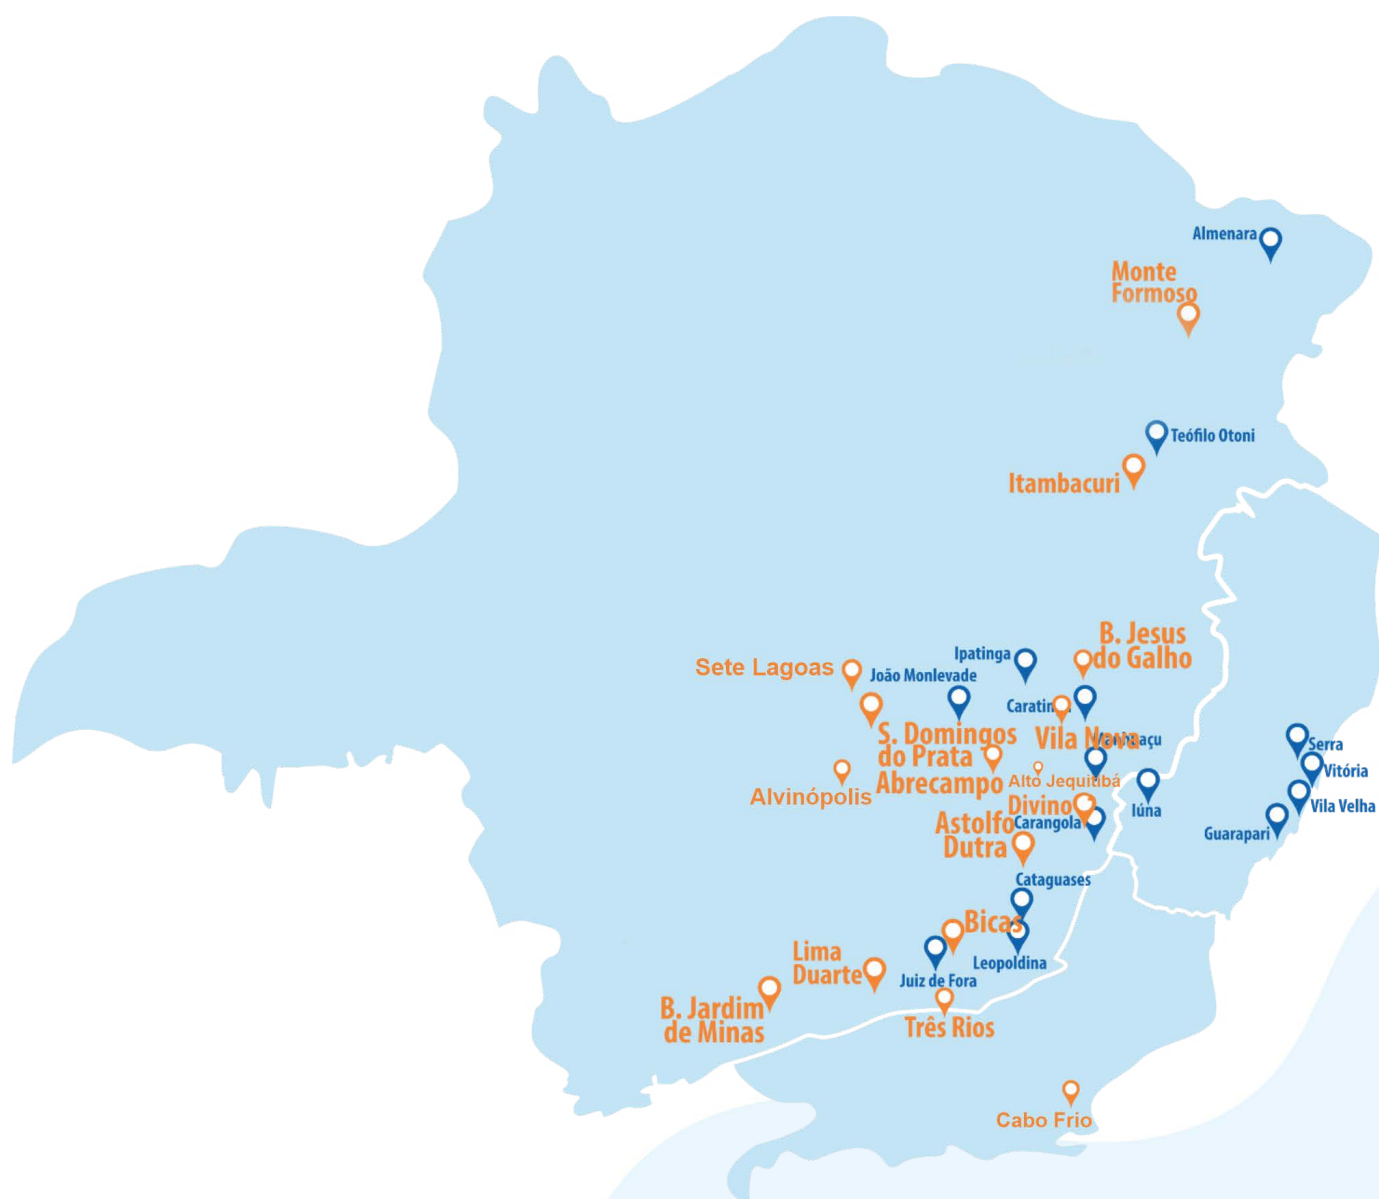 Almenara
Monte
Formoso
Teófilo Otoni
Itambacuri
B. Jesus
do Galho
Ipatinga
Sete Lagoas
João Monlevade
S. Domingos
do Prata
Vila Nova
Serra
Vitória
Abrecampo
Alto Jequitibá
Alvinópolis
Divino
Iúna
Vila Velha
Astolfo
Dutra
Carangola
Guarapari
Cataguases
Bicas
Lima
Duarte
Leopoldina
Juiz de Fora
B. Jardim
de Minas
Três Rios
Cabo Frio